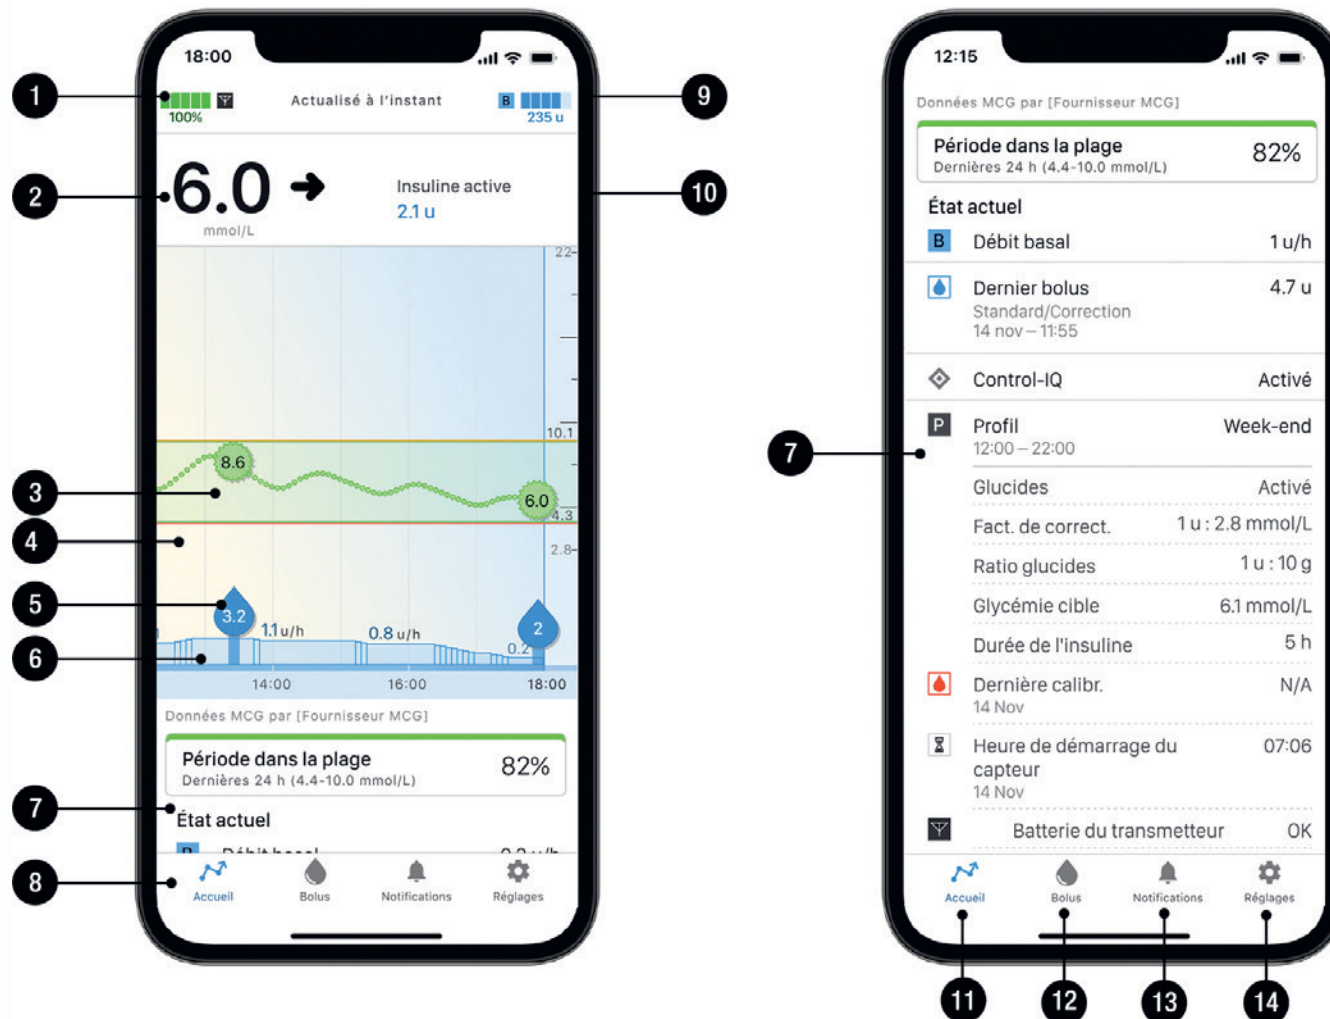 18:00
1
100%
Actualisé à l'instant
B
235 u
9
2
6.0
mmol/L
Insuline active
2.1 u
10
22
10.1
8.6
3
6.0
4.3
4
2.8
5
3.2
2
1.1 u/h
0.8 u/h
0.2
6
14:00
16:00
18:00
Données MCG par [Fournisseur MCG]
Période dans la plage
82%
Dernières 24 h (4.4-10.0 mmol/L)
7
État actuel
8
Accueil
Bolus
Notifications
Réglages
12:15
Données MCG par [Fournisseur MCG]
Période dans la plage
82%
Dernières 24 h (4.4-10.0 mmol/L)
État actuel
B
Débit basal
1 u/h
Dernier bolus
4.7 u
Standard/Correction
14 nov – 11:55
Control-IQ
Activé
7
P
Profil
Week-end
12:00 – 22:00
Glucides
Activé
Fact. de correct.
1 u : 2.8 mmol/L
Ratio glucides
1 u : 10 g
Glycémie cible
6.1 mmol/L
Durée de l'insuline
5 h
Dernière calibr.
N/A
14 Nov
Heure de démarrage du
07:06
capteur
14 Nov
Batterie du transmetteur
OK
Accueil
Bolus
Notifications
Réglages
11
12
13
14